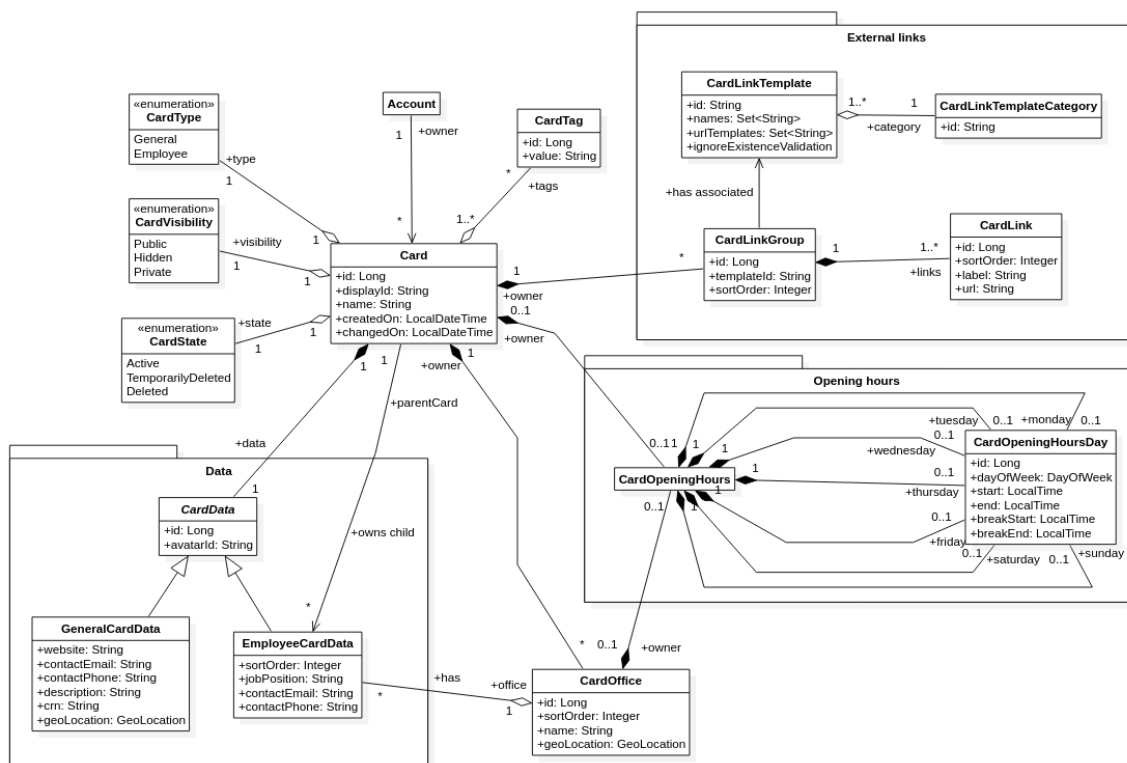 External links
CardLinkTemplate
+id: String
+names: Set<String>
+urlTemplates: Set<String>
+ignoreExistenceValidation
1..*
1
+category
CardLinkTemplateCategory
+id: String
+has associated
CardLinkGroup
+id: Long
+templateId: String
+sortOrder: Integer
*
1
1..*
+links
CardLink
+id: Long
+sortOrder: Integer
+label: String
+url: String
«enumeration»
CardType
General
Employee
+type
1
1
Account
1
+owner
*
CardTag
+id: Long
+value: String
*
+tags
1..*
«enumeration»
CardVisibility
Public
Hidden
Private
+visibility
1
1
«enumeration»
CardState
Active
TemporarilyDeleted
Deleted
+state
1
1
Card
+id: Long
+displayId: String
+name: String
+createdOn: LocalDateTime
+changedOn: LocalDateTime
1
+owner
0..1
+owner
1
1
1
+owner
+parentCard
Opening hours
CardOpeningHours
0..1
1
1
1
1
1
1
0..1
+tuesday
0..1
+monday
0..1
+wednesday
0..1
0..1
+thursday
0..1
+friday
0..1
+saturday
0..1
+sunday
CardOpeningHoursDay
+id: Long
+dayOfWeek: DayOfWeek
+start: LocalTime
+end: LocalTime
+breakStart: LocalTime
+breakEnd: LocalTime
Data
+data
1
CardData
+id: Long
+avatarId: String
+owns child
*
GeneralCardData
+website: String
+contactEmail: String
+contactPhone: String
+description: String
+crn: String
+geoLocation: GeoLocation
EmployeeCardData
+sortOrder: Integer
+jobPosition: String
+contactEmail: String
+contactPhone: String
+has
*
+office
1
*
0..1
+owner
CardOffice
+id: Long
+sortOrder: Integer
+name: String
+geoLocation: GeoLocation